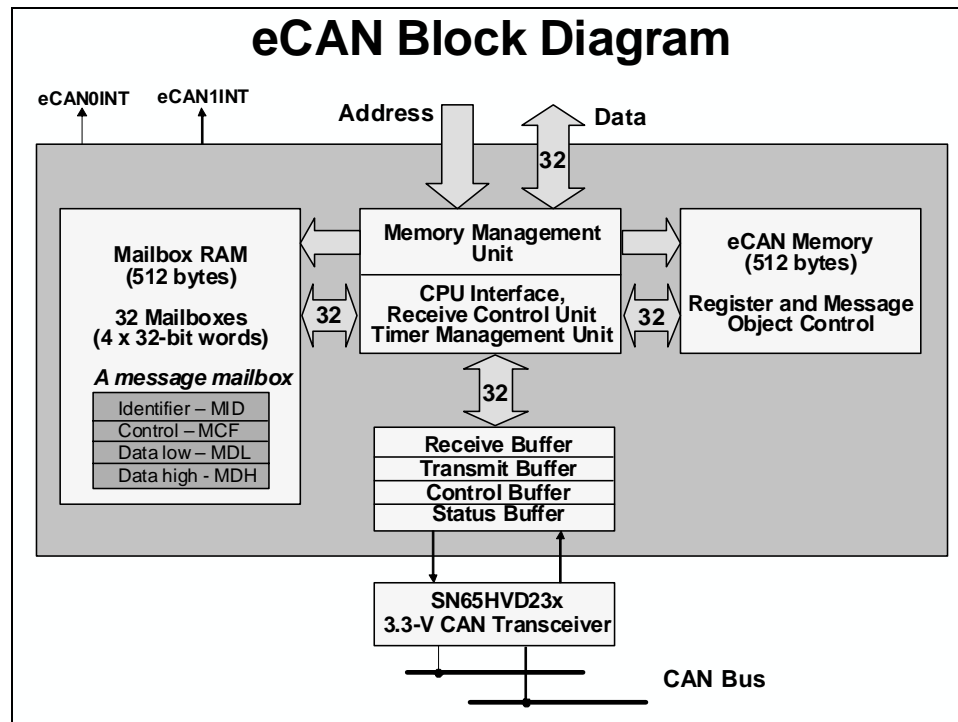 eCAN Block Diagram
eCAN0INT
eCAN1INT
Address
Data
32
Mailbox RAM
(512 bytes)
32 Mailboxes
(4 x 32-bit words)
A message mailbox
Identifier – MID
Control – MCF
Data low – MDL
Data high - MDH
32
Memory Management
Unit
CPU Interface,
Receive Control Unit
Timer Management Unit
32
eCAN Memory
(512 bytes)
Register and Message
Object Control
32
Receive Buffer
Transmit Buffer
Control Buffer
Status Buffer
SN65HVD23x
3.3-V CAN Transceiver
CAN Bus